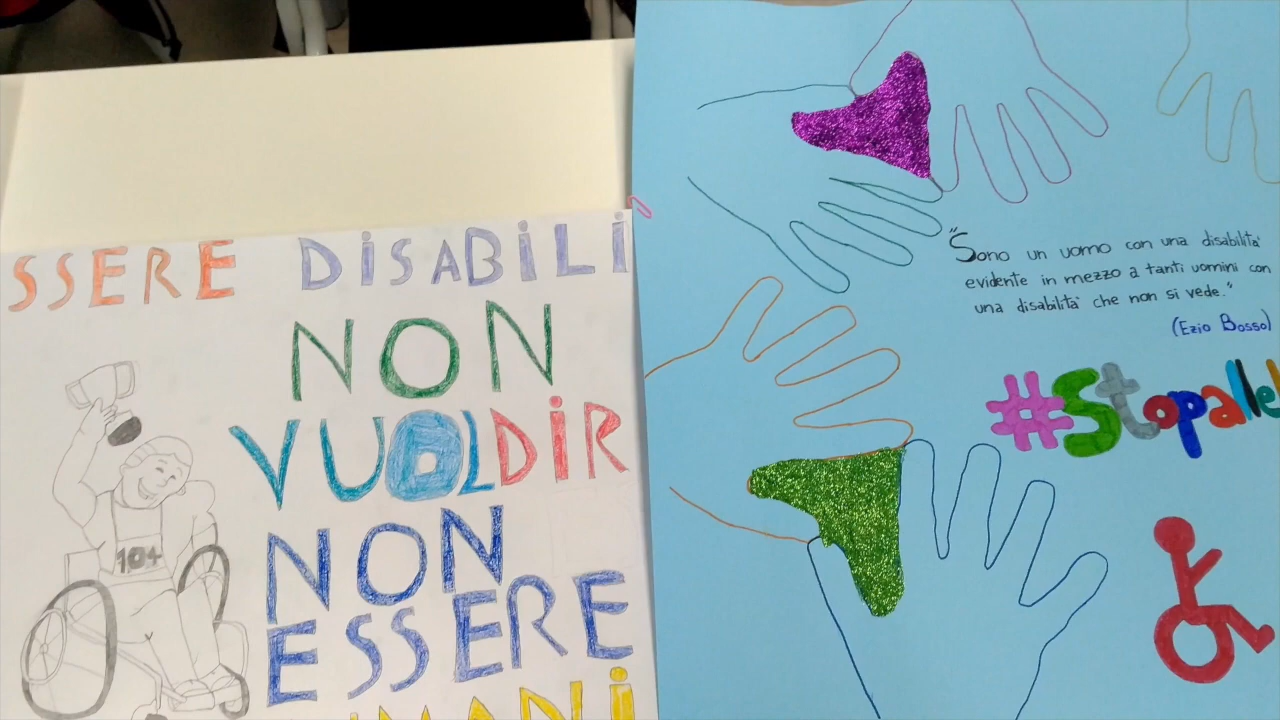 SSERE DISABILI
NON
VUOL DIR
NON
ESSERE
"Sono un uomo con una disabilità
evidente in mezzo a tanti uomini con
una disabilità che non si vede."
(Ezio Bosso)
#Stopalle
104